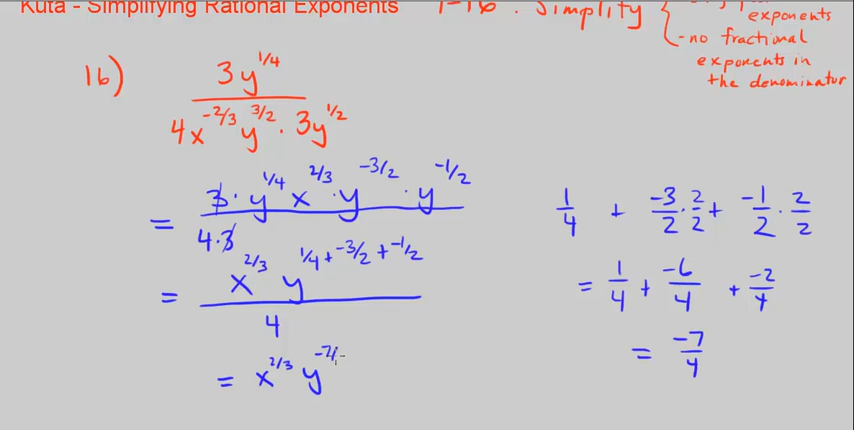 Kuta - Simplifying Rational Exponents 1-16 : Simplify {
exponents
-no fractional
exponents in
the denominator
16) 3y^1/4
4x^-2/3 y^3/2 · 3y^1/2
= 3 · y^1/4 x^2/3 · y^-3/2 · y^-1/2
4 · 3
= x^2/3 y^1/4 + -3/2 + -1/2
4
= x^2/3 y^-7/
1/4 + -3/2 · 2/2 + -1/2 · 2/2
= 1/4 + -6/4 + -2/4
= -7/4